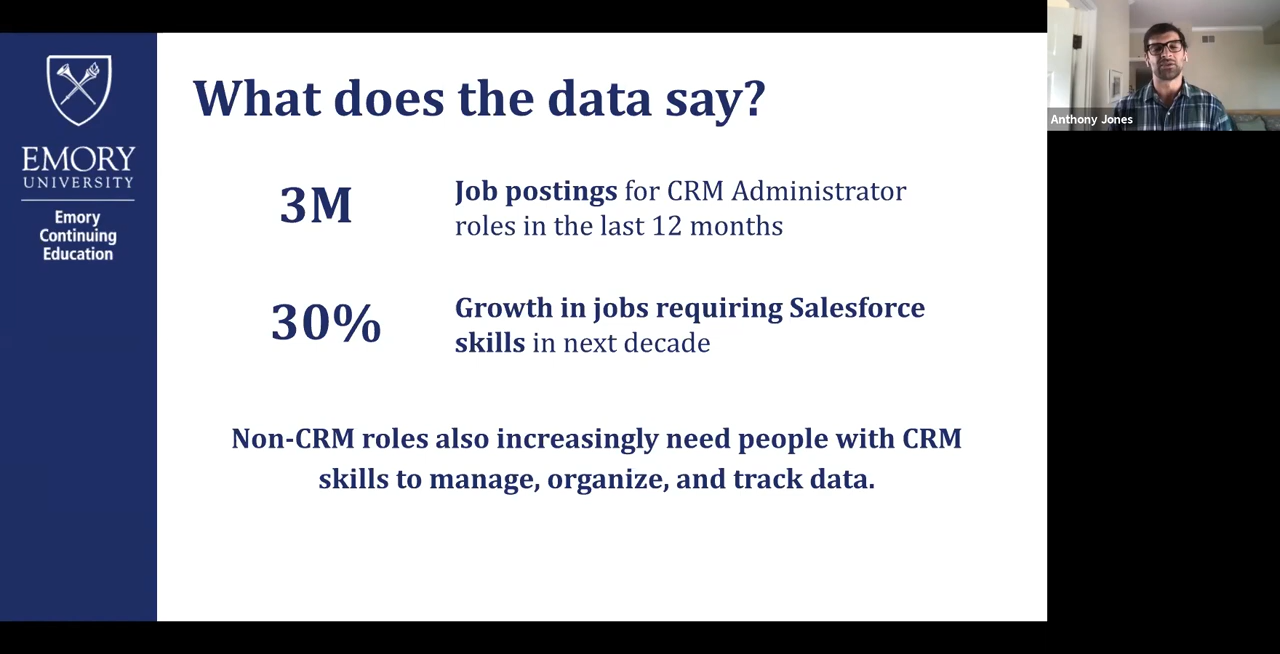 EMORY
UNIVERSITY
Emory
Continuing
Education
What does the data say?
3M
Job postings for CRM Administrator
roles in the last 12 months
30%
Growth in jobs requiring Salesforce
skills in next decade
Non-CRM roles also increasingly need people with CRM
skills to manage, organize, and track data.
Anthony Jones